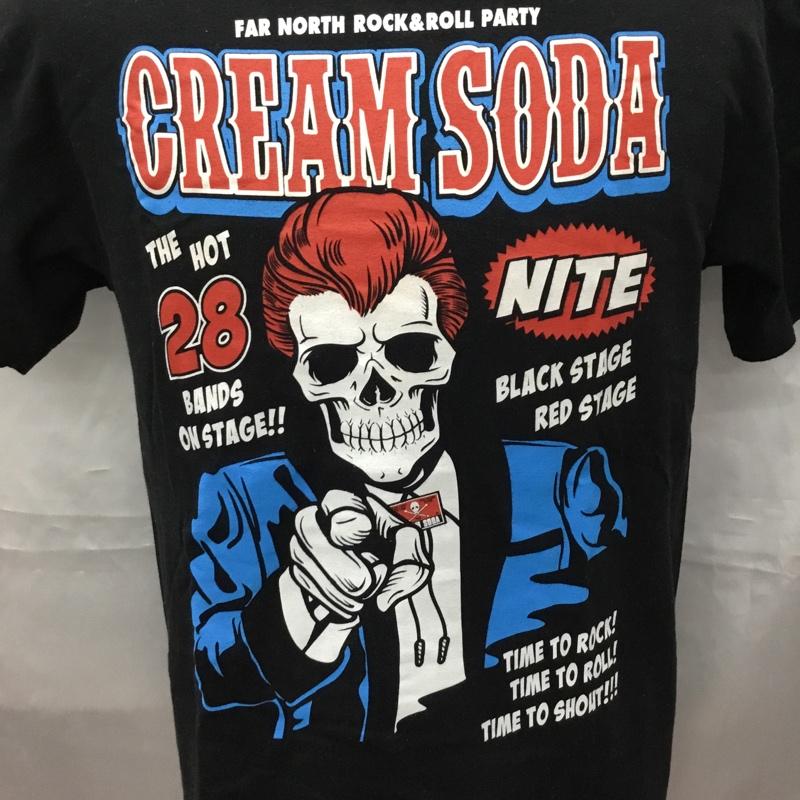 FAR NORTH ROCK&ROLL PARTY
CREAM SODA
THE HOT
28
BANDS
ON STAGE!!
NITE
BLACK STAGE
RED STAGE
SODA
TIME TO ROCK!
TIME TO ROLL!
TIME TO SHOUT!!!